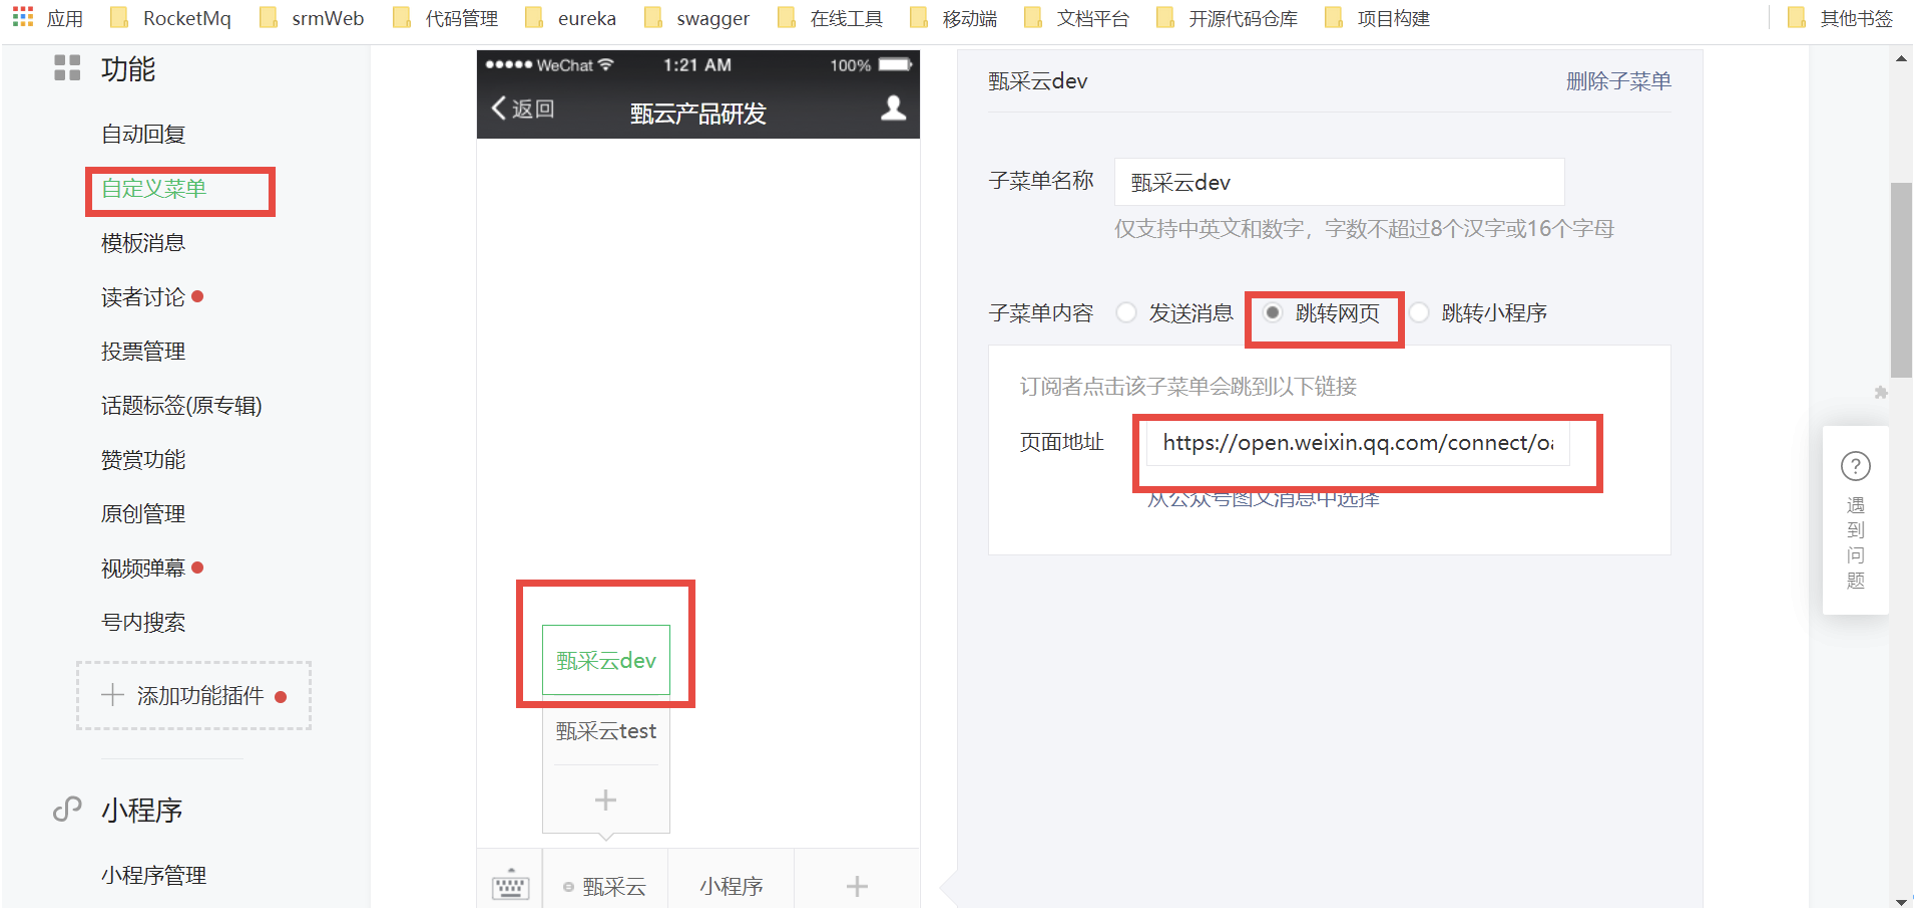 应用 RocketMq srmWeb 代码管理 eureka swagger 在线工具 移动端 文档平台 开源代码仓库 项目构建 其他书签
功能
自动回复
自定义菜单
模板消息
读者讨论
投票管理
话题标签(原专辑)
赞赏功能
原创管理
视频弹幕
号内搜索
添加功能插件
小程序
小程序管理
WeChat 1:21 AM 100%
返回 甄云产品研发
甄采云dev
甄采云test
甄采云 小程序
甄采云dev 删除子菜单
子菜单名称 甄采云dev
仅支持中英文和数字，字数不超过8个汉字或16个字母
子菜单内容 发送消息 跳转网页 跳转小程序
订阅者点击该子菜单会跳到以下链接
页面地址 https://open.weixin.qq.com/connect/oa
从公众号图文消息中选择
遇到问题